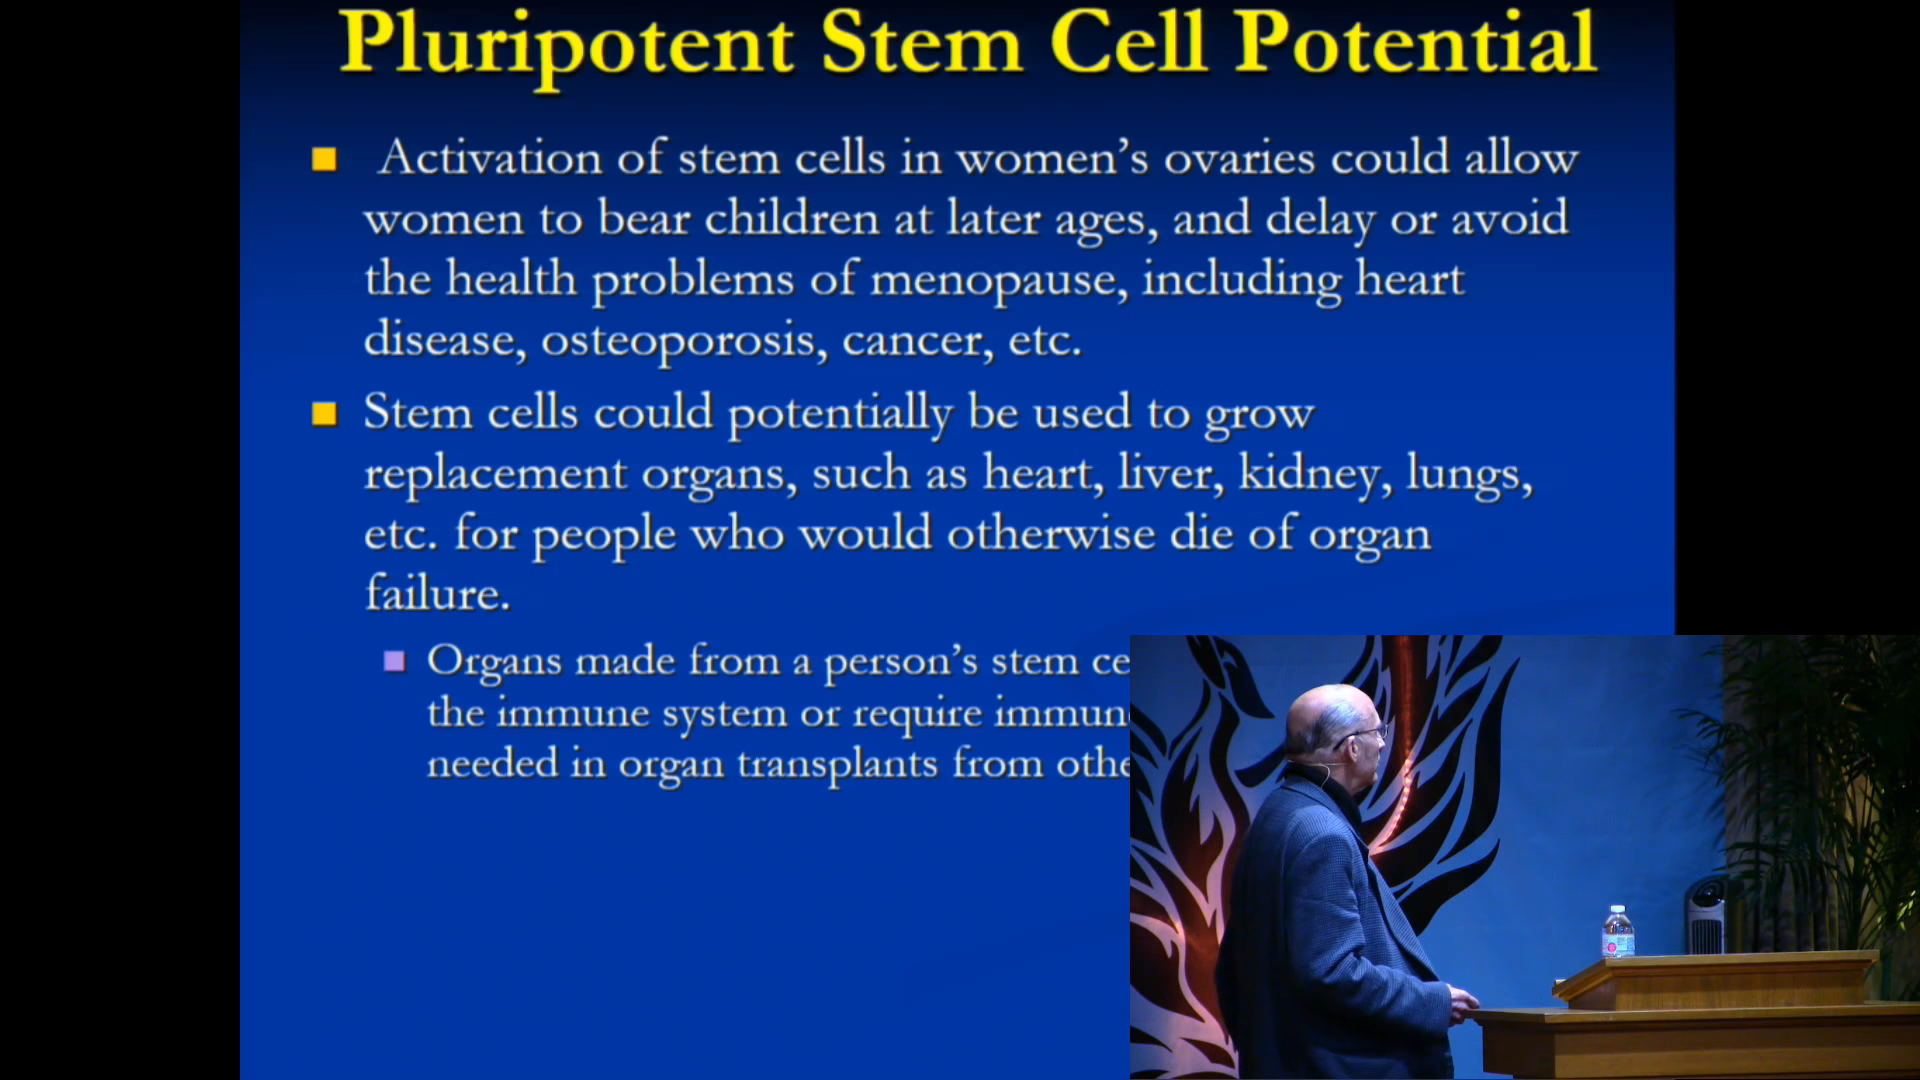 Pluripotent Stem Cell Potential
Activation of stem cells in women’s ovaries could allow
women to bear children at later ages, and delay or avoid
the health problems of menopause, including heart
disease, osteoporosis, cancer, etc.
Stem cells could potentially be used to grow
replacement organs, such as heart, liver, kidney, lungs,
etc. for people who would otherwise die of organ
failure.
Organs made from a person’s stem ce
the immune system or require immun
needed in organ transplants from othe